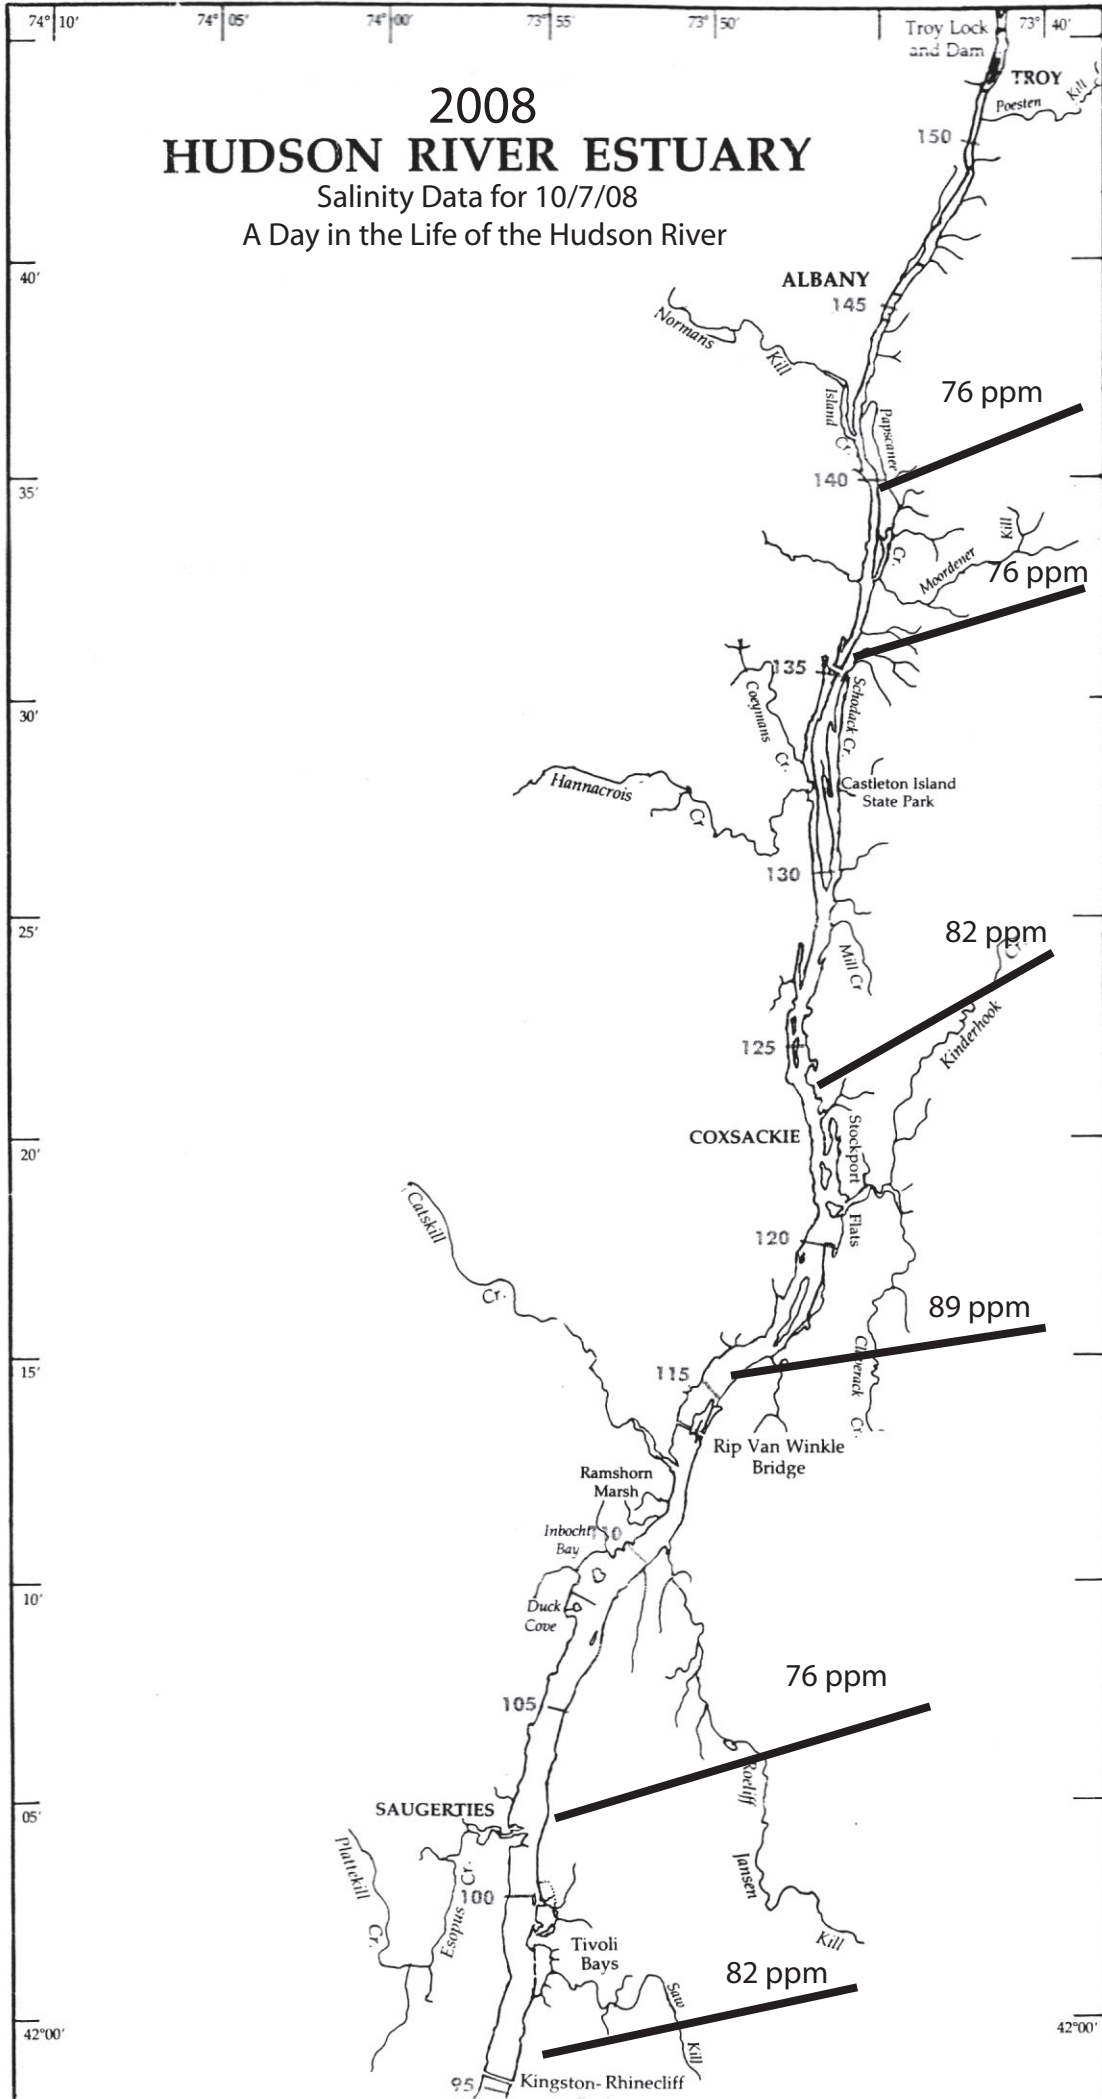 74° 10'
74° 05'
74° 00'
73° 55'
73° 50'
73° 40'
Troy Lock
and Dam
TROY
Poesten Kill
2008
150
HUDSON RIVER ESTUARY
Salinity Data for 10/7/08
A Day in the Life of the Hudson River
40'
ALBANY
145
Normans Kill
Island Cr.
Papscanee
76 ppm
140
35'
Cr.
Moordener Kill
76 ppm
135
Coeymans Cr.
Schodack Cr.
30'
Hannacrois Cr
Castleton Island
State Park
130
25'
Mill Cr
82 ppm
Cr.
Kinderhook
125
COXSACKIE
20'
Stockport
Flats
Catskill
Cr.
120
89 ppm
15'
115
Claverack
Cr.
Rip Van Winkle
Bridge
Ramshorn
Marsh
Inbocht
Bay
110
10'
Duck
Cove
76 ppm
105
Roeliff
Jansen
Kill
05'
SAUGERTIES
Plattekill
Cr.
Esopus Cr.
100
Tivoli
Bays
82 ppm
Saw
Kill
42°00'
42°00'
95
Kingston-Rhinecliff